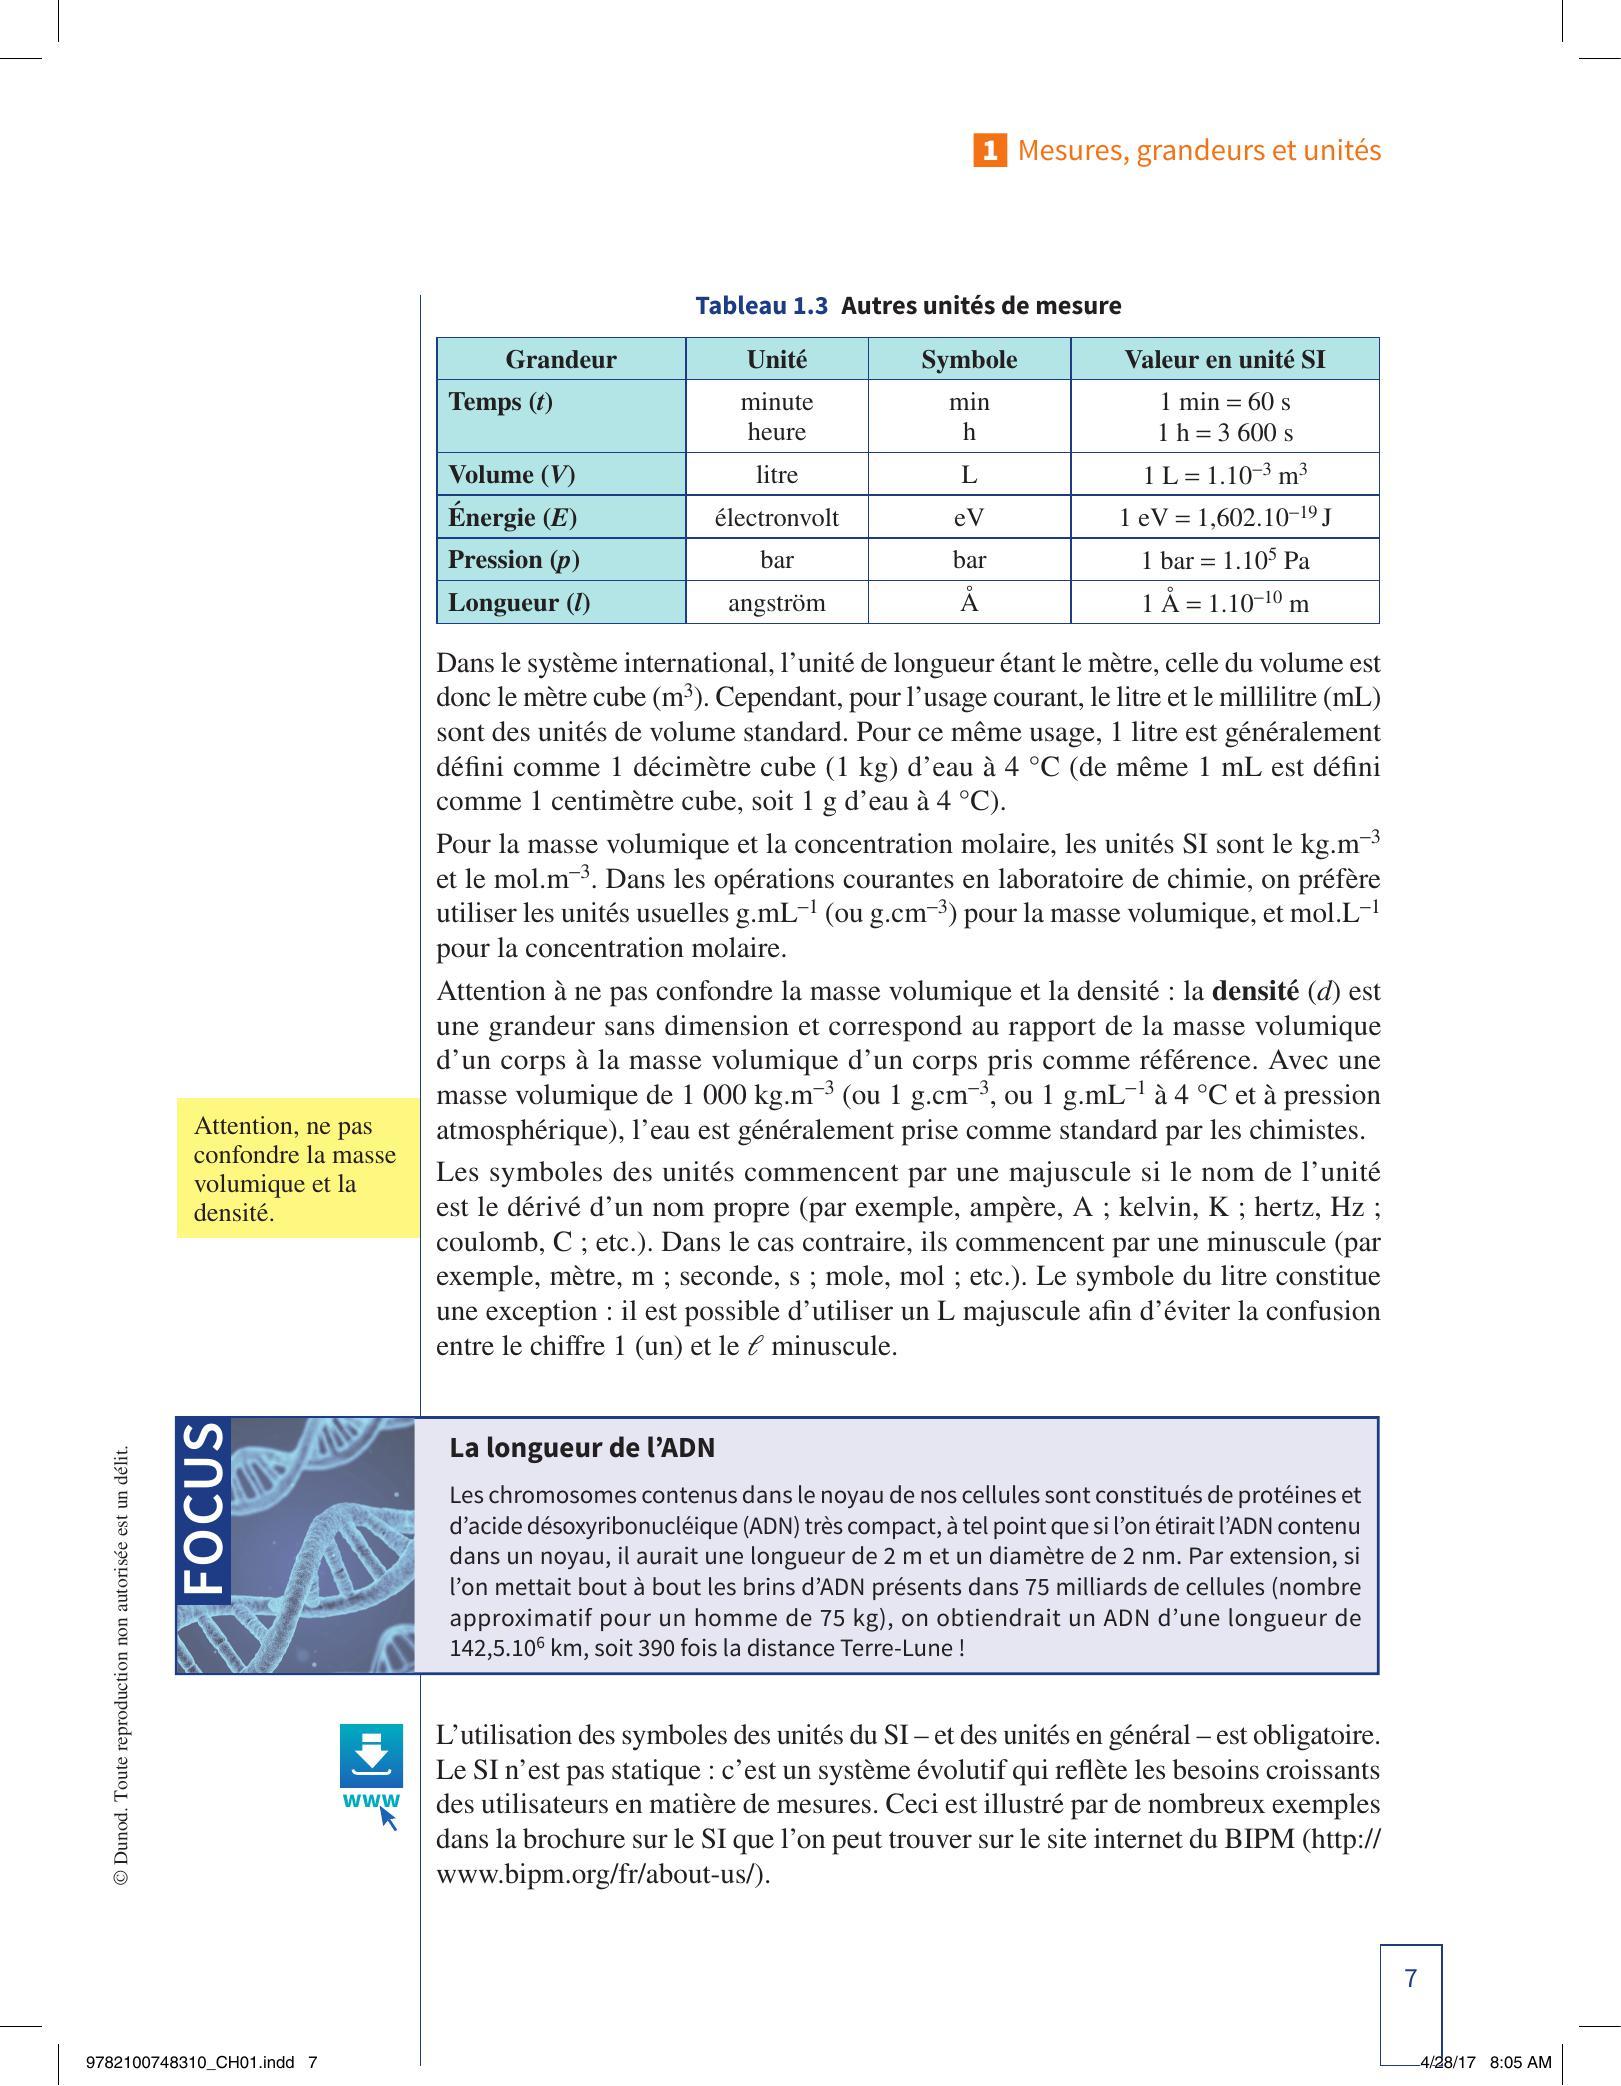 1 Mesures, grandeurs et unités
Tableau 1.3 Autres unités de mesure
Grandeur Unité Symbole Valeur en unité SI
Temps (t) minute min 1 min = 60 s
heure h 1 h = 3 600 s
Volume (V) litre L 1 L = 1.10⁻³ m³
Énergie (E) électronvolt eV 1 eV = 1,602.10⁻¹⁹ J
Pression (p) bar bar 1 bar = 1.10⁵ Pa
Longueur (l) angström Å 1 Å = 1.10⁻¹⁰ m
Dans le système international, l’unité de longueur étant le mètre, celle du volume est
donc le mètre cube (m³). Cependant, pour l’usage courant, le litre et le millilitre (mL)
sont des unités de volume standard. Pour ce même usage, 1 litre est généralement
défini comme 1 décimètre cube (1 kg) d’eau à 4 °C (de même 1 mL est défini
comme 1 centimètre cube, soit 1 g d’eau à 4 °C).
Pour la masse volumique et la concentration molaire, les unités SI sont le kg.m⁻³
et le mol.m⁻³. Dans les opérations courantes en laboratoire de chimie, on préfère
utiliser les unités usuelles g.mL⁻¹ (ou g.cm⁻³) pour la masse volumique, et mol.L⁻¹
pour la concentration molaire.
Attention à ne pas confondre la masse volumique et la densité : la densité (d) est
une grandeur sans dimension et correspond au rapport de la masse volumique
d’un corps à la masse volumique d’un corps pris comme référence. Avec une
masse volumique de 1 000 kg.m⁻³ (ou 1 g.cm⁻³, ou 1 g.mL⁻¹ à 4 °C et à pression
atmosphérique), l’eau est généralement prise comme standard par les chimistes.
Attention, ne pas
confondre la masse
volumique et la
densité.
Les symboles des unités commencent par une majuscule si le nom de l’unité
est le dérivé d’un nom propre (par exemple, ampère, A ; kelvin, K ; hertz, Hz ;
coulomb, C ; etc.). Dans le cas contraire, ils commencent par une minuscule (par
exemple, mètre, m ; seconde, s ; mole, mol ; etc.). Le symbole du litre constitue
une exception : il est possible d’utiliser un L majuscule afin d’éviter la confusion
entre le chiffre 1 (un) et le ℓ minuscule.
FOCUS
La longueur de l’ADN
Les chromosomes contenus dans le noyau de nos cellules sont constitués de protéines et
d’acide désoxyribonucléique (ADN) très compact, à tel point que si l’on étirait l’ADN contenu
dans un noyau, il aurait une longueur de 2 m et un diamètre de 2 nm. Par extension, si
l’on mettait bout à bout les brins d’ADN présents dans 75 milliards de cellules (nombre
approximatif pour un homme de 75 kg), on obtiendrait un ADN d’une longueur de
142,5.10⁶ km, soit 390 fois la distance Terre-Lune !
www
L’utilisation des symboles des unités du SI – et des unités en général – est obligatoire.
Le SI n’est pas statique : c’est un système évolutif qui reflète les besoins croissants
des utilisateurs en matière de mesures. Ceci est illustré par de nombreux exemples
dans la brochure sur le SI que l’on peut trouver sur le site internet du BIPM (http://
www.bipm.org/fr/about-us/).
© Dunod. Toute reproduction non autorisée est un délit.
7
9782100748310_CH01.indd 7
4/28/17 8:05 AM